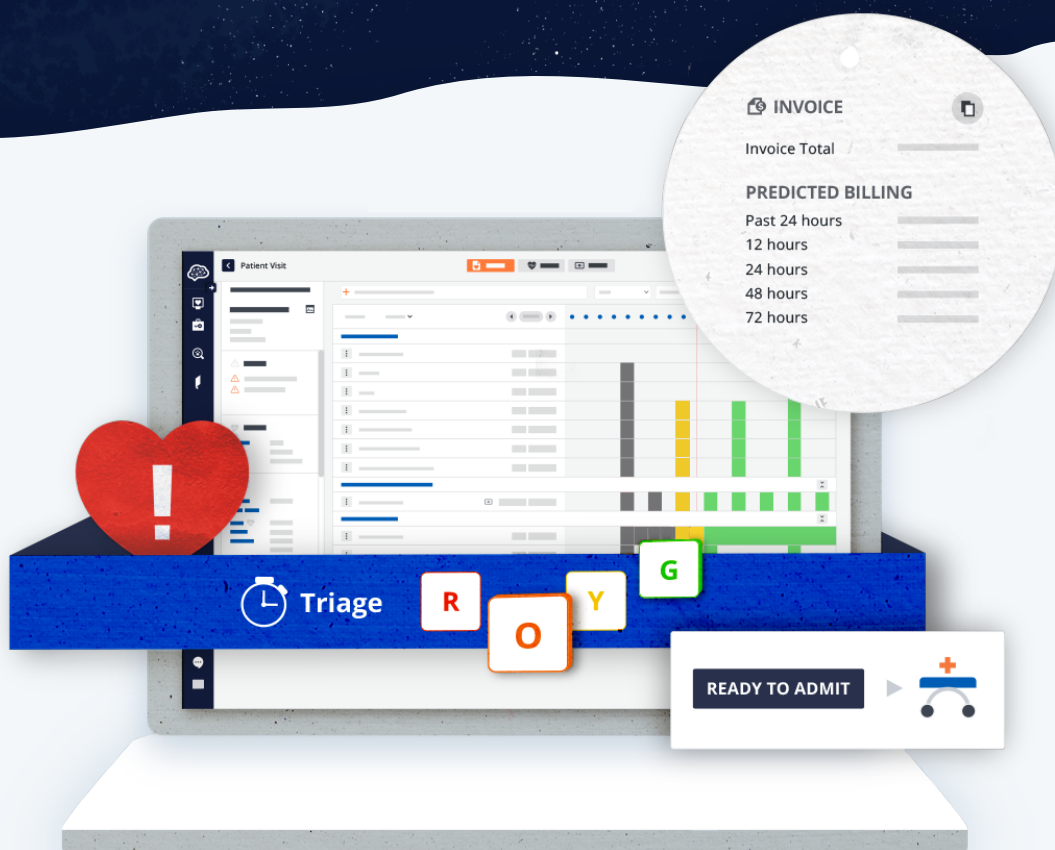 INVOICE
Invoice Total
PREDICTED BILLING
Past 24 hours
12 hours
24 hours
48 hours
72 hours
Patient Visit
!
Triage
R
O
Y
G
READY TO ADMIT